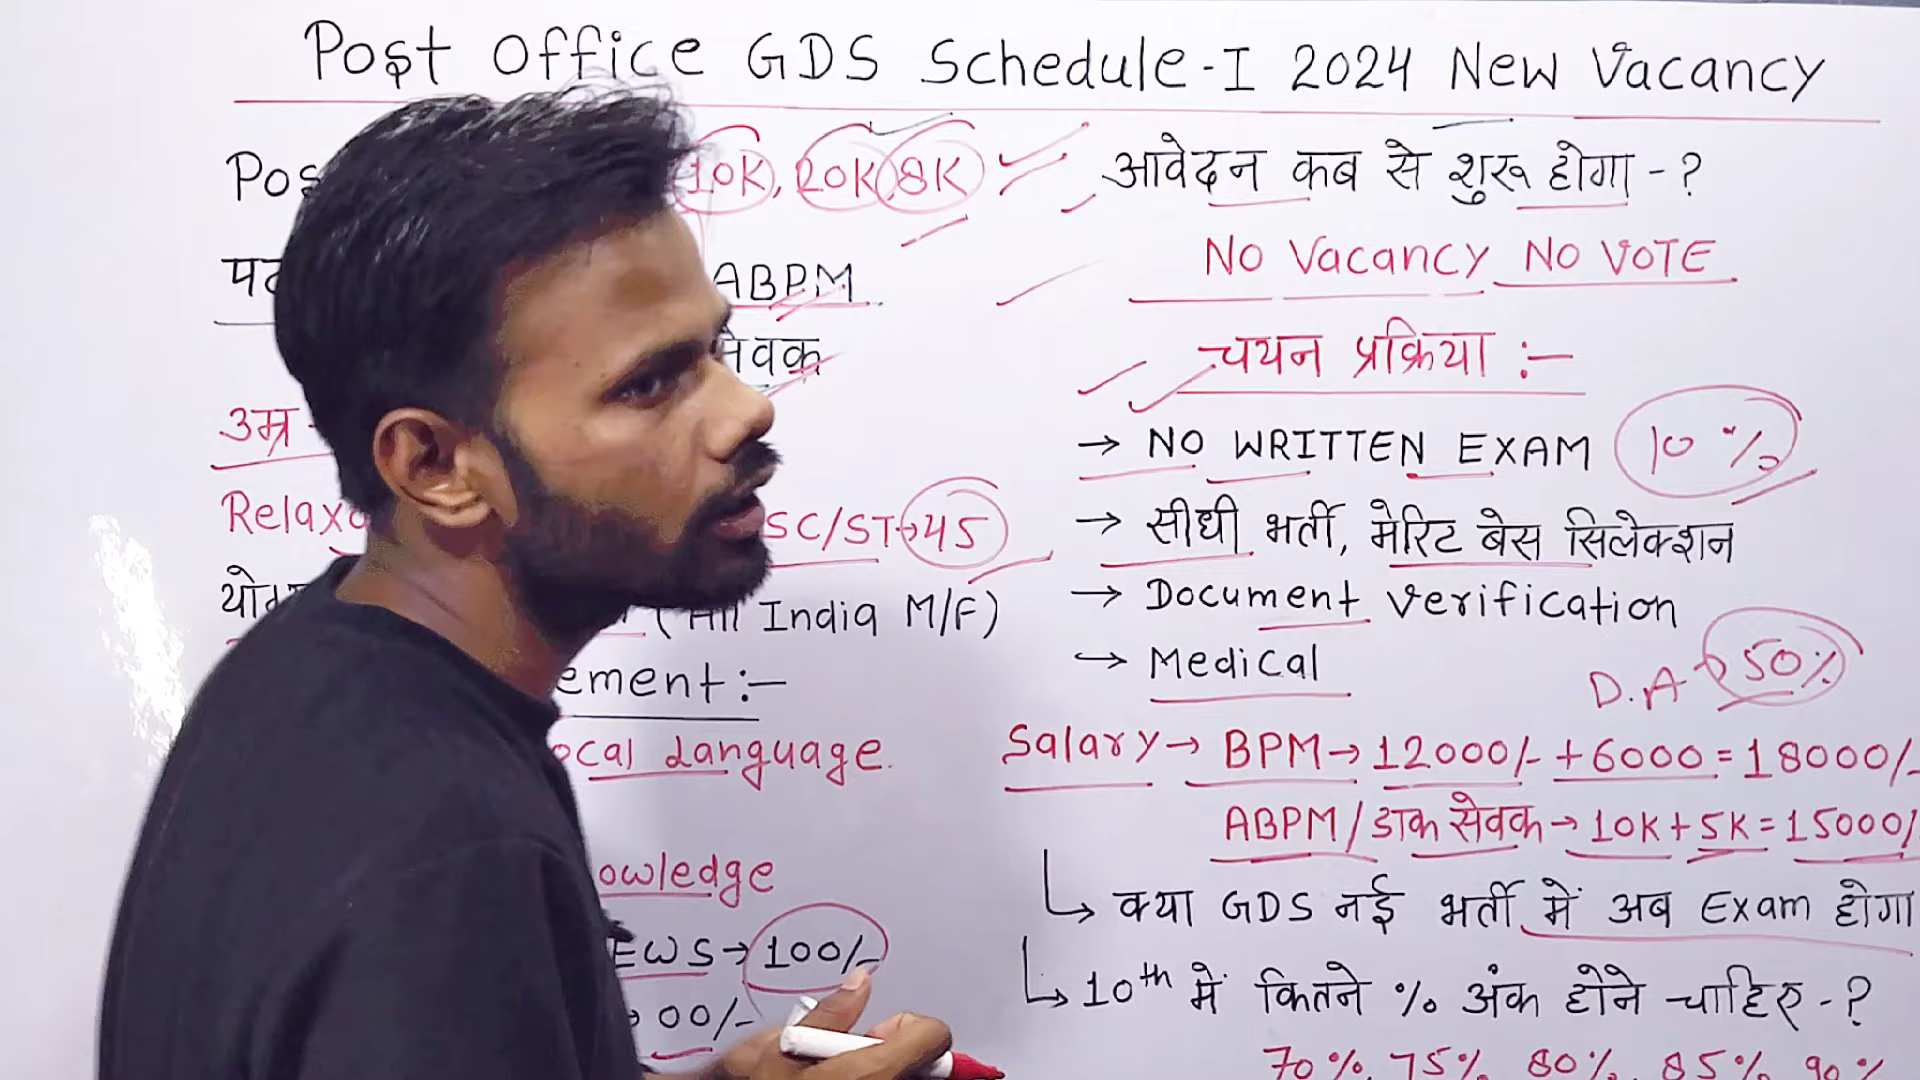 Post Office GDS Schedule-I 2024 New Vacancy
10K, 20K, 8K
ABPM
सेवक
उम्र
SC/ST→45
India M/F)
ement:-
ocal Language.
owledge
EWS→100/-
→00/-
आवेदन कब से शुरू होगा-?
No Vacancy No VOTE
चयन प्रक्रिया :-
→ NO WRITTEN EXAM 10%
→ सीधी भर्ती, मेरिट बेस सिलेक्शन
→ Document Verification
→ Medical
D.A→50%
Salary→ BPM→12000/- +6000=18000/-
ABPM/डाक सेवक→10K+5K=15000/-
↳ क्या GDS नई भर्ती में अब Exam होगा
↳ 10th में कितने % अंक होने चाहिए-?
70%, 75%, 80%, 85%, 90%